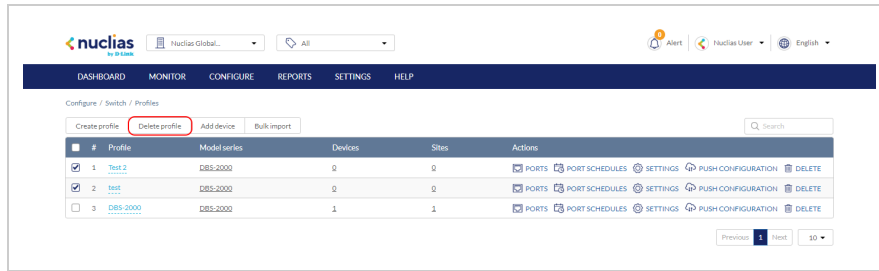 nuclias
by D-Link
Nuclias Global...
All
0
Alert
Nuclias User
English
DASHBOARD MONITOR CONFIGURE REPORTS SETTINGS HELP
Configure / Switch / Profiles
Create profile Delete profile Add device Bulk import Search
# Profile Model series Devices Sites Actions
1 Test 2 DBS-2000 0 0 PORTS PORT SCHEDULES SETTINGS PUSH CONFIGURATION DELETE
2 test DBS-2000 0 0 PORTS PORT SCHEDULES SETTINGS PUSH CONFIGURATION DELETE
3 DBS-2000 DBS-2000 1 1 PORTS PORT SCHEDULES SETTINGS PUSH CONFIGURATION DELETE
Previous 1 Next 10